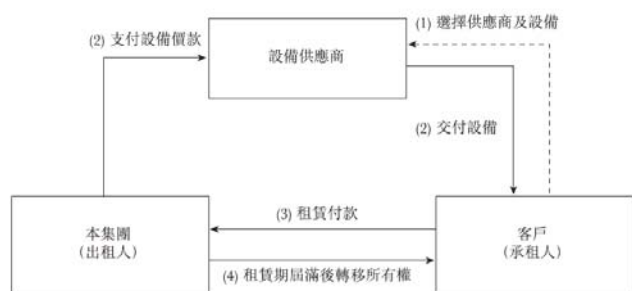 (1) 選擇供應商及設備
(2) 支付設備價款
設備供應商
(2) 交付設備
(3) 租賃付款
本集團
(出租人)
客戶
(承租人)
(4) 租賃期屆滿後轉移所有權